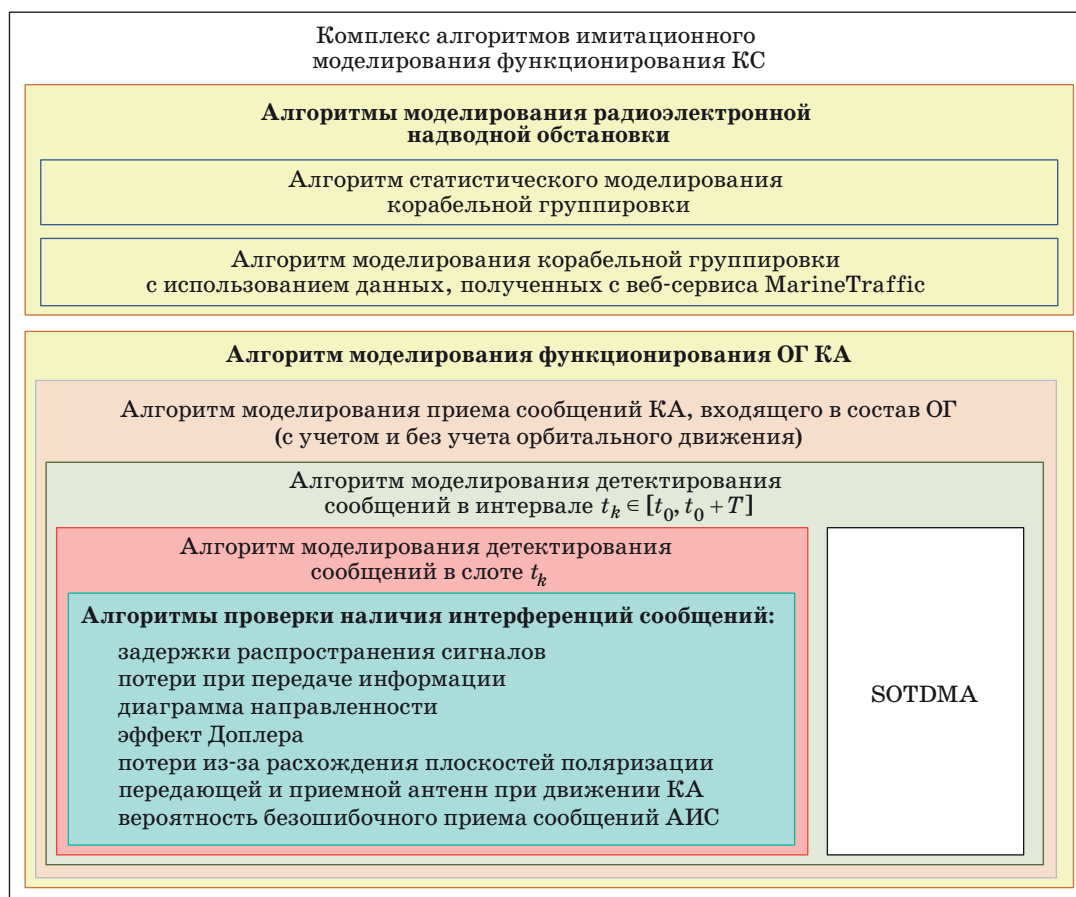 Комплекс алгоритмов имитационного
моделирования функционирования КС
Алгоритмы моделирования радиоэлектронной
надводной обстановки
Алгоритм статистического моделирования
корабельной группировки
Алгоритм моделирования корабельной группировки
с использованием данных, полученных с веб-сервиса MarineTraffic
Алгоритм моделирования функционирования ОГ КА
Алгоритм моделирования приема сообщений КА, входящего в состав ОГ
(с учетом и без учета орбитального движения)
Алгоритм моделирования детектирования
сообщений в интервале t_k ∈ [t_0, t_0 + T]
Алгоритм моделирования детектирования
сообщений в слоте t_k
Алгоритмы проверки наличия интерференций сообщений:
задержки распространения сигналов
потери при передаче информации
диаграмма направленности
эффект Доплера
потери из-за расхождения плоскостей поляризации
передающей и приемной антенн при движении КА
вероятность безошибочного приема сообщений АИС
SOTDMA